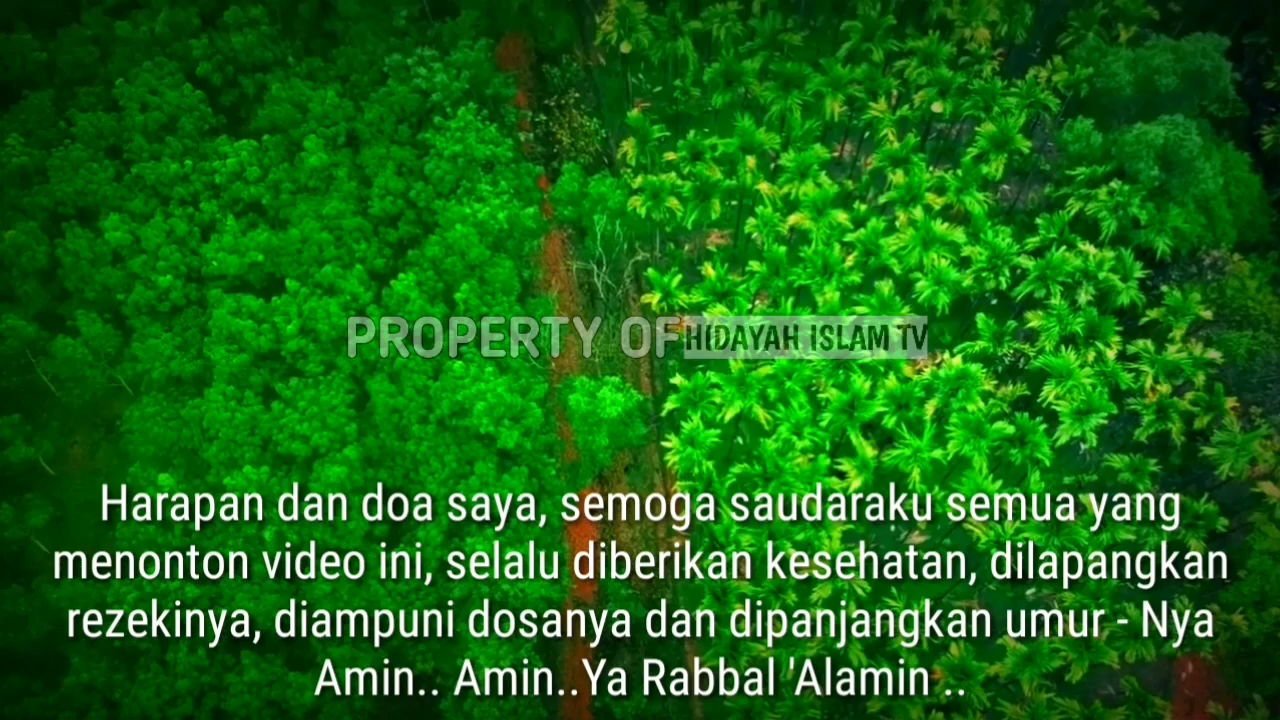 PROPERTY OF HIDAYAH ISLAM TV
Harapan dan doa saya, semoga saudaraku semua yang
menonton video ini, selalu diberikan kesehatan, dilapangkan
rezekinya, diampuni dosanya dan dipanjangkan umur - Nya
Amin.. Amin..Ya Rabbal 'Alamin ..